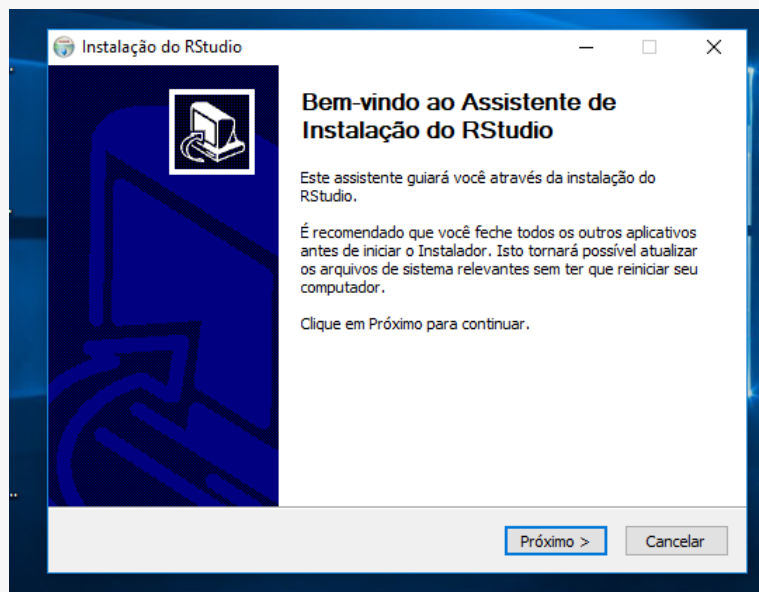 Instalação do RStudio
Bem-vindo ao Assistente de
Instalação do RStudio
Este assistente guiará você através da instalação do
RStudio.
É recomendado que você feche todos os outros aplicativos
antes de iniciar o Instalador. Isto tornará possível atualizar
os arquivos de sistema relevantes sem ter que reiniciar seu
computador.
Clique em Próximo para continuar.
Próximo >
Cancelar